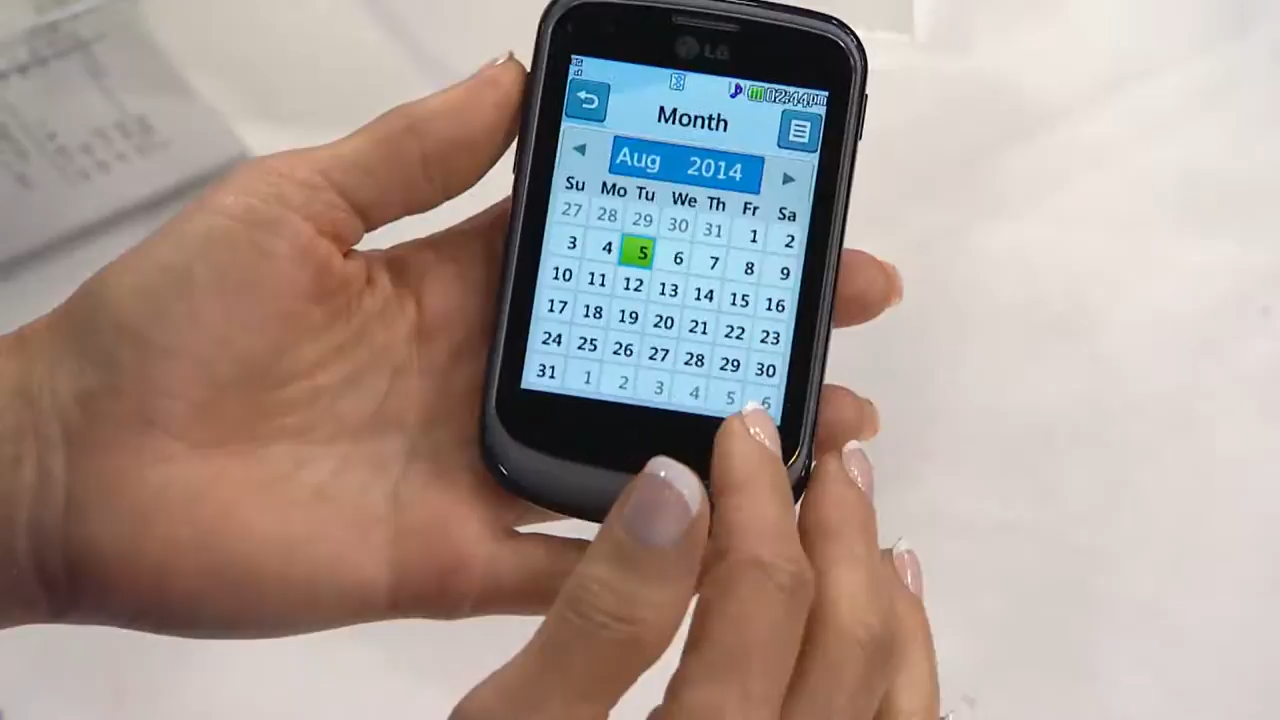 LG
02:44pm
Month
Aug 2014
Su Mo Tu We Th Fr Sa
27 28 29 30 31 1 2
3 4 5 6 7 8 9
10 11 12 13 14 15 16
17 18 19 20 21 22 23
24 25 26 27 28 29 30
31 1 2 3 4 5 6